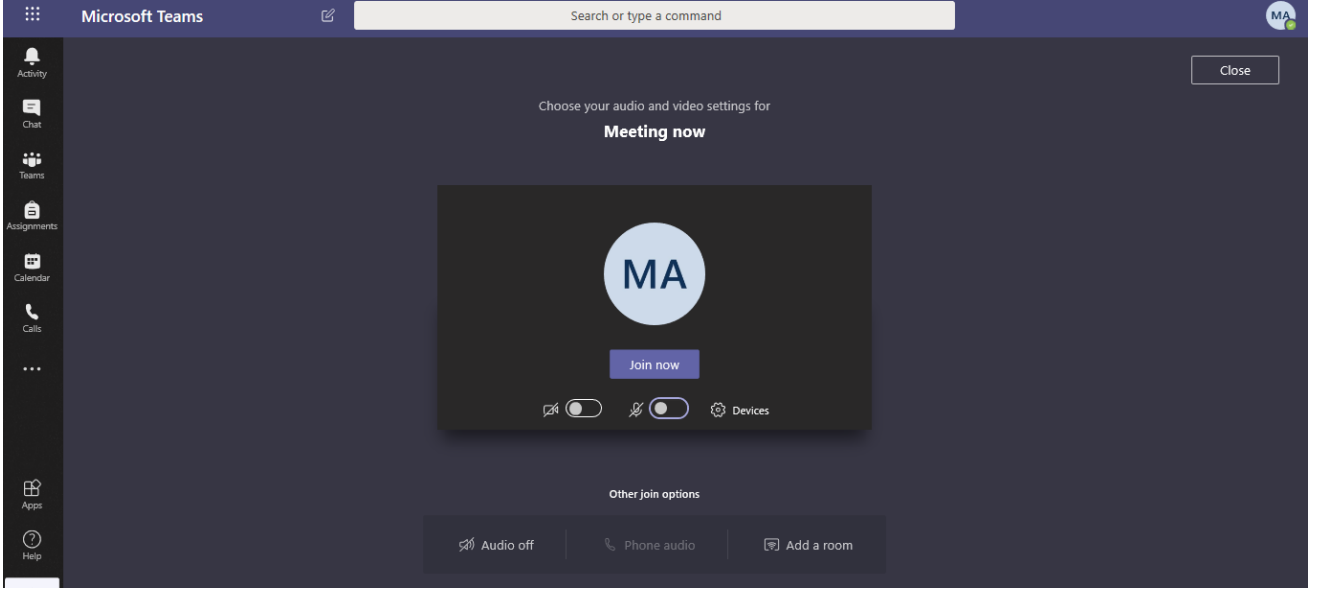 Microsoft Teams
Search or type a command
MA
Activity
Chat
Teams
Assignments
Calendar
Calls
Apps
Help
Close
Choose your audio and video settings for
Meeting now
MA
Join now
Devices
Other join options
Audio off
Phone audio
Add a room